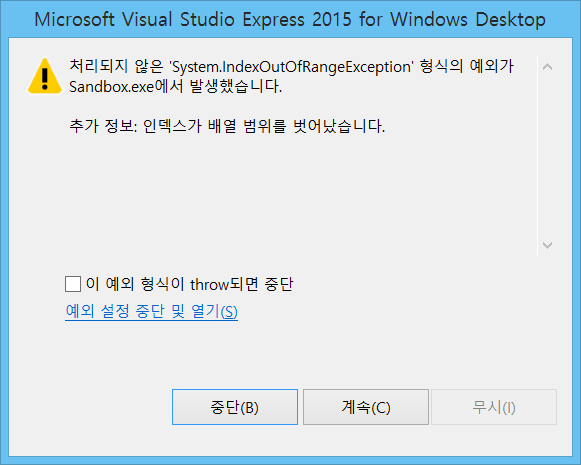 Microsoft Visual Studio Express 2015 for Windows Desktop
처리되지 않은 'System.IndexOutOfRangeException' 형식의 예외가
Sandbox.exe에서 발생했습니다.
추가 정보: 인덱스가 배열 범위를 벗어났습니다.
이 예외 형식이 throw되면 중단
예외 설정 중단 및 열기(S)
중단(B)
계속(C)
무시(I)